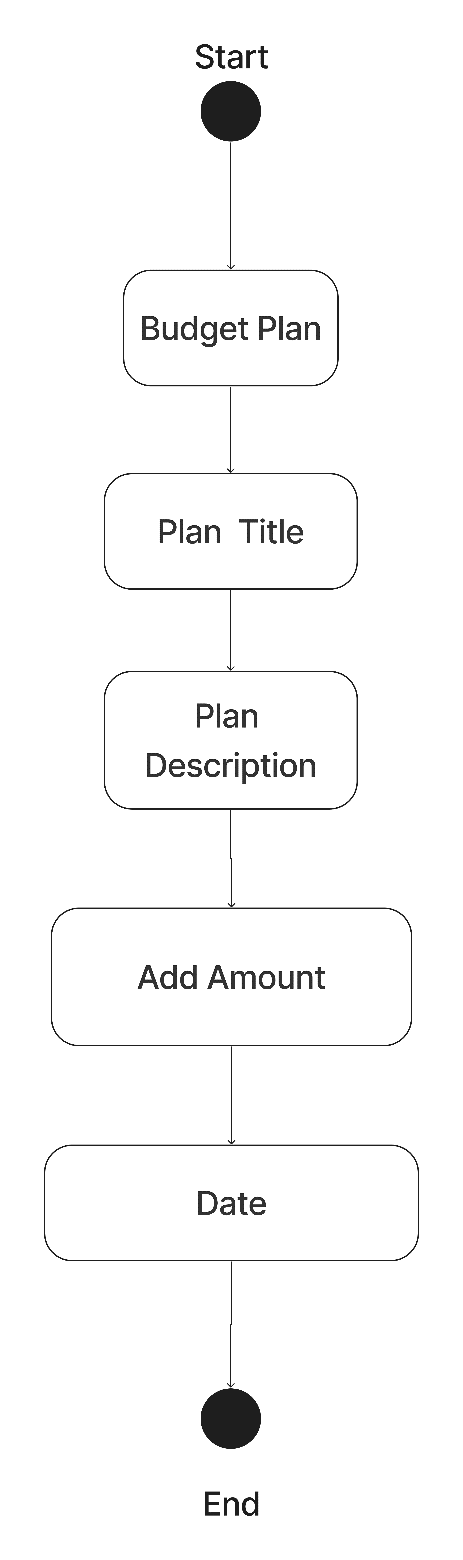 Start
Budget Plan
Plan Title
Plan
Description
Add Amount
Date
End